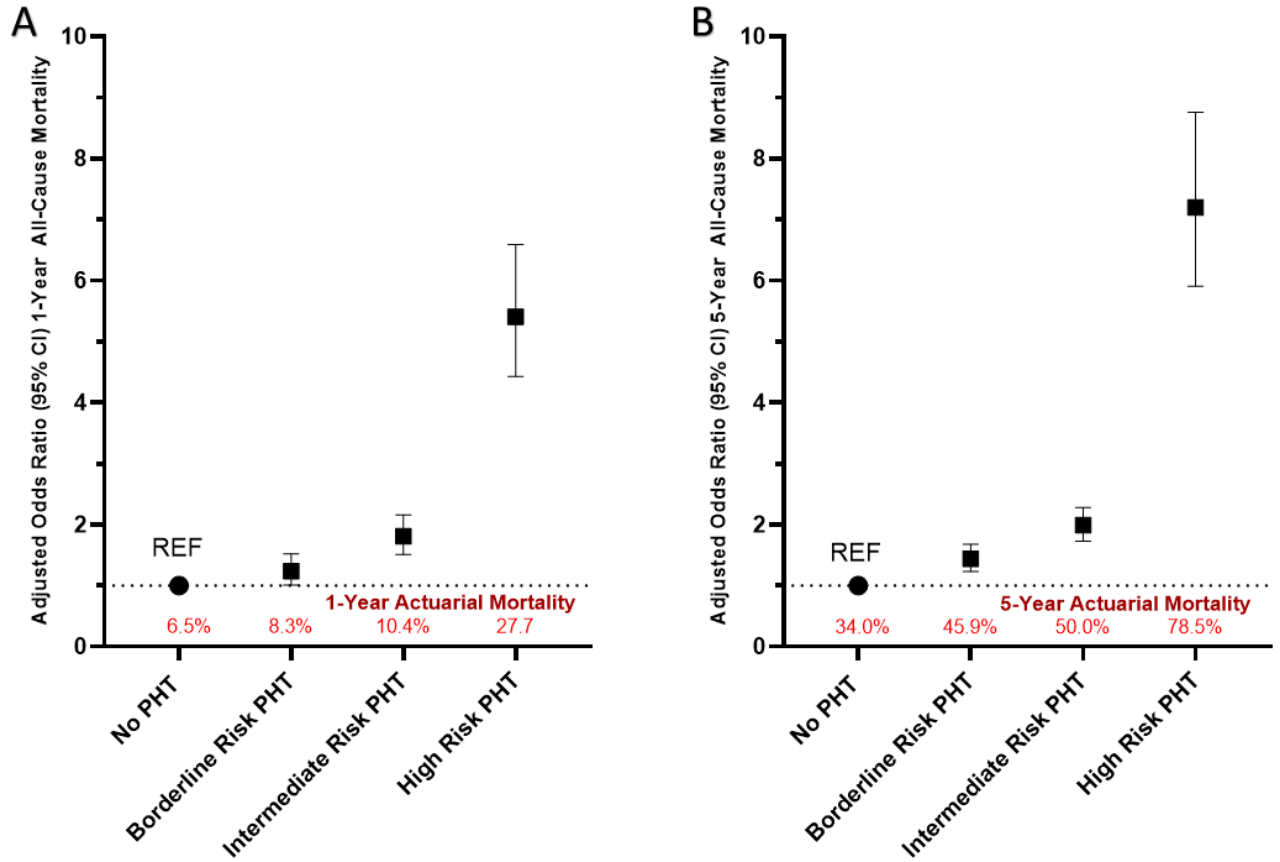 A
Adjusted Odds Ratio (95% CI) 1-Year All-Cause Mortality
10
8
6
4
2
0
REF
1-Year Actuarial Mortality
6.5% 8.3% 10.4% 27.7
No PHT
Borderline Risk PHT
Intermediate Risk PHT
High Risk PHT
B
Adjusted Odds Ratio (95% CI) 5-Year All-Cause Mortality
10
8
6
4
2
0
REF
5-Year Actuarial Mortality
34.0% 45.9% 50.0% 78.5%
No PHT
Borderline Risk PHT
Intermediate Risk PHT
High Risk PHT